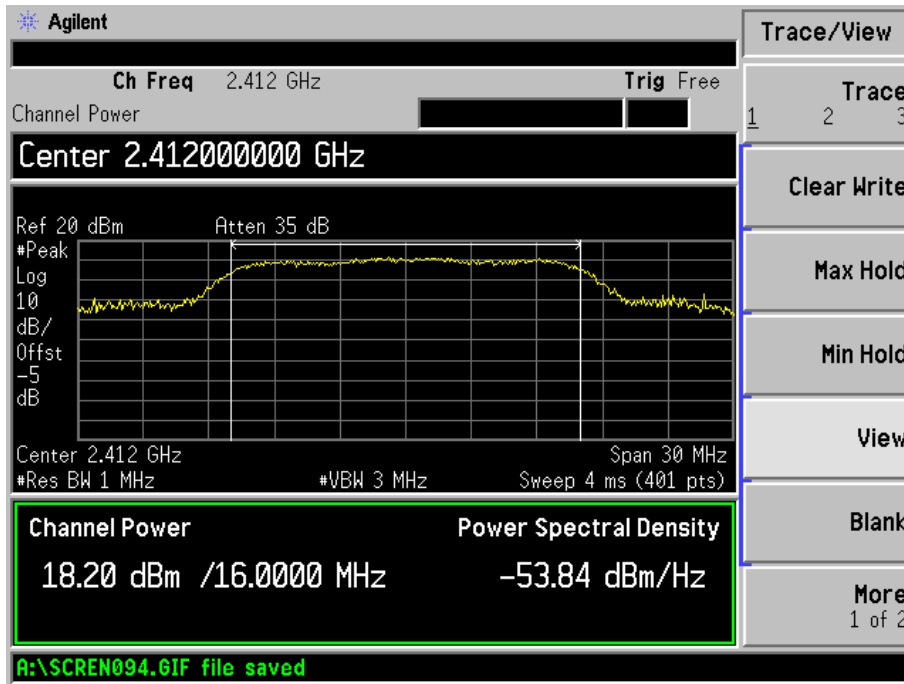 Agilent
Ch Freq 2.412 GHz Trig Free
Channel Power
Center 2.412000000 GHz
Ref 20 dBm Atten 35 dB
#Peak
Log
10
dB/
Offst
-5
dB
Center 2.412 GHz Span 30 MHz
#Res BW 1 MHz #VBW 3 MHz Sweep 4 ms (401 pts)
Channel Power Power Spectral Density
18.20 dBm /16.0000 MHz -53.84 dBm/Hz
A:\SCREN094.GIF file saved
Trace/View
Trace
1 2 3
Clear Write
Max Hold
Min Hold
View
Blank
More
1 of 2